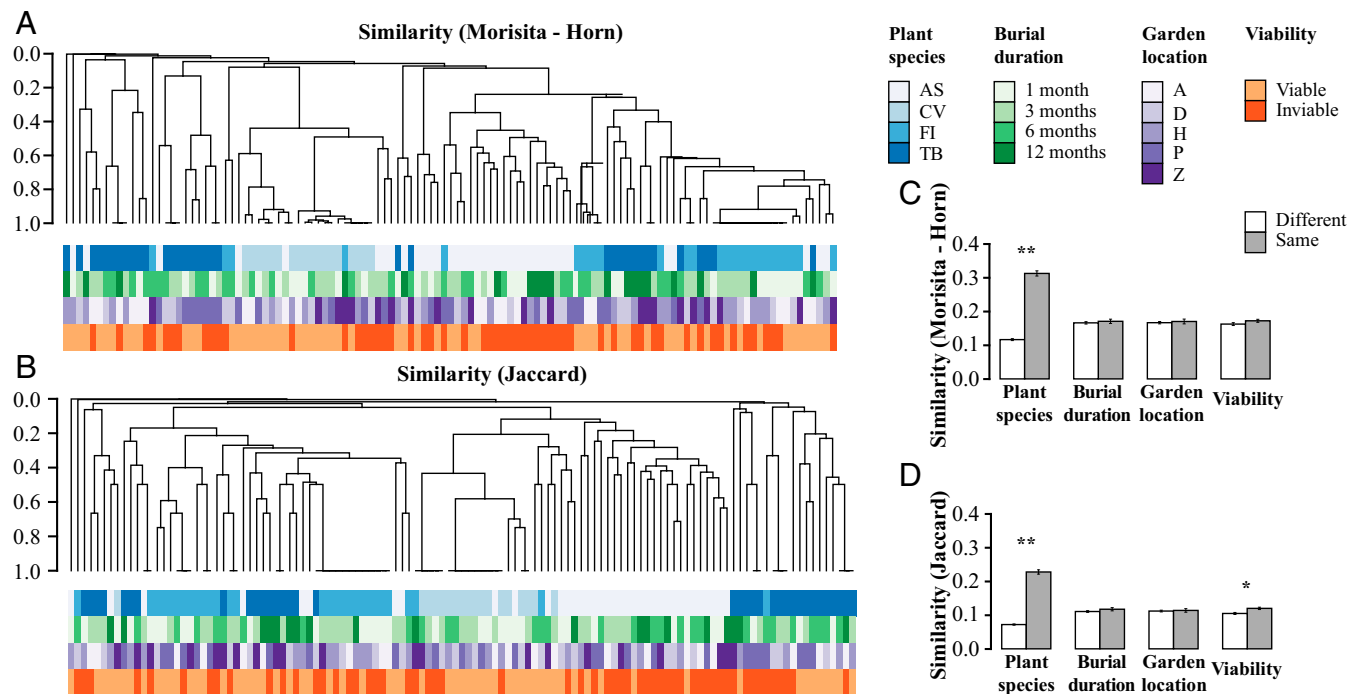 A
Similarity (Morisita - Horn)
0.0
0.2
0.4
0.6
0.8
1.0
Plant
species
AS
CV
FI
TB
Burial
duration
1 month
3 months
6 months
12 months
Garden
location
A
D
H
P
Z
Viability
Viable
Inviable
B
Similarity (Jaccard)
0.0
0.2
0.4
0.6
0.8
1.0
C
Different
Same
Similarity (Morisita - Horn)
0.4
0.3
0.2
0.1
0.0
**
Plant
species
Burial
duration
Garden
location
Viability
D
Similarity (Jaccard)
0.4
0.3
0.2
0.1
0.0
**
*
Plant
species
Burial
duration
Garden
location
Viability